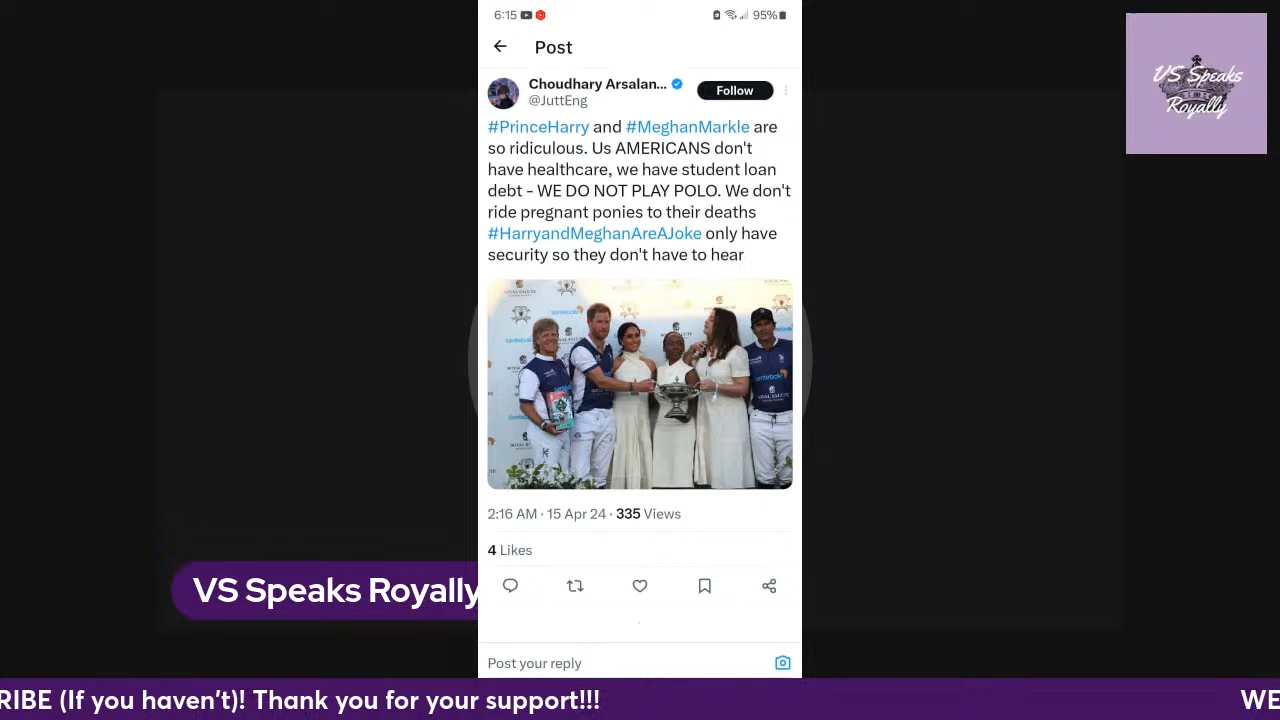 6:15
95%
Post
VS Speaks
Royally
Choudhary Arsalan...
Follow
@JuttEng
#PrinceHarry and #MeghanMarkle are
so ridiculous. Us AMERICANS don't
have healthcare, we have student loan
debt - WE DO NOT PLAY POLO. We don't
ride pregnant ponies to their deaths
#HarryandMeghanAreAJoke only have
security so they don't have to hear
sentebale
ROYAL SALUTE
2:16 AM · 15 Apr 24 · 335 Views
4 Likes
VS Speaks Royally
Post your reply
RIBE (If you haven't)! Thank you for your support!!!
WE